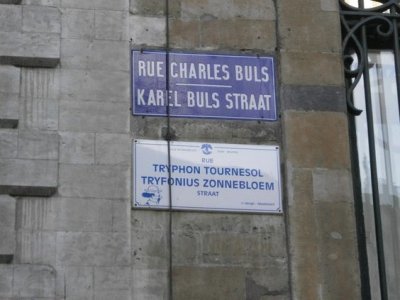 RUE CHARLES BULS
KAREL BULS STRAAT
RUE
TRYPHON TOURNESOL
TRYFONIUS ZONNEBLOEM
STRAAT